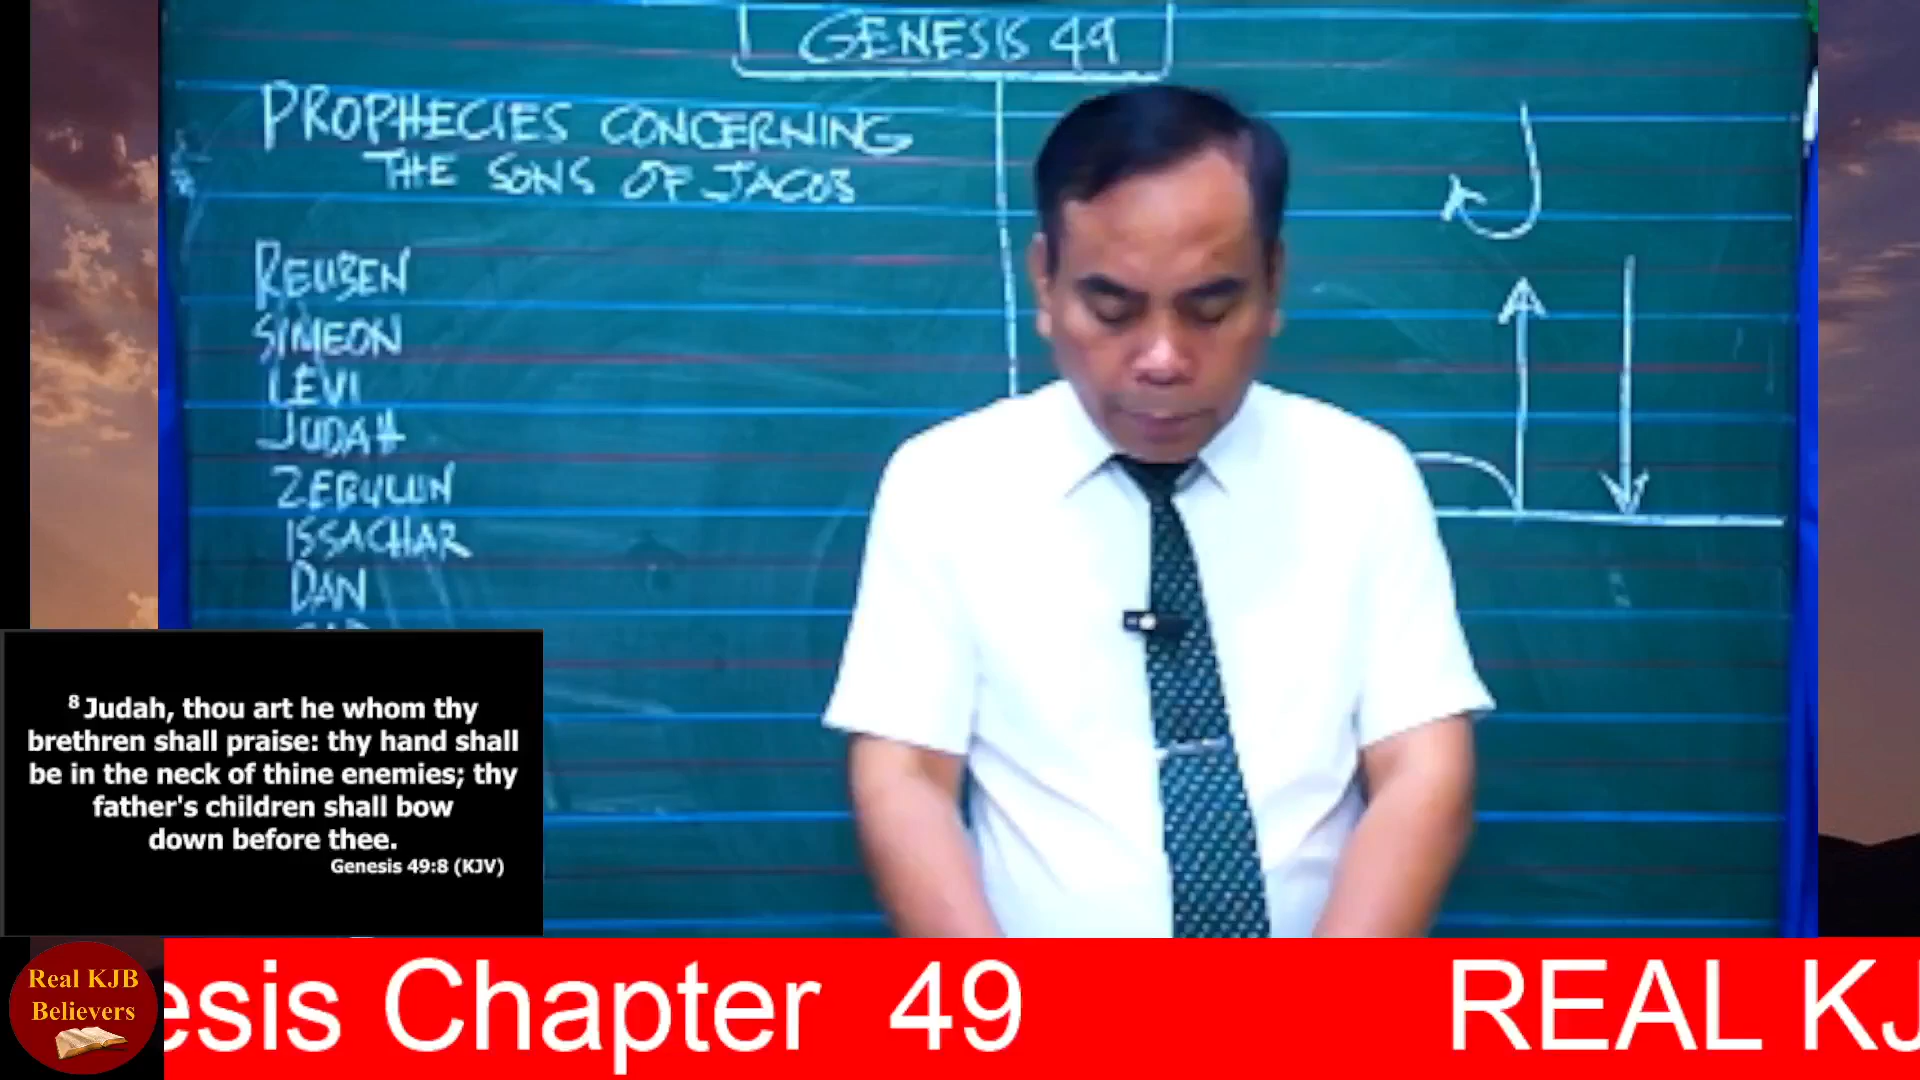 GENESIS 49
PROPHECIES CONCERNING
THE SONS OF JACOB
REUBEN
SIMEON
LEVI
JUDAH
ZEBULUN
ISSACHAR
DAN
8 Judah, thou art he whom thy
brethren shall praise: thy hand shall
be in the neck of thine enemies; thy
father's children shall bow
down before thee.
Genesis 49:8 (KJV)
Real KJB
Believers
esis Chapter 49 REAL KJ